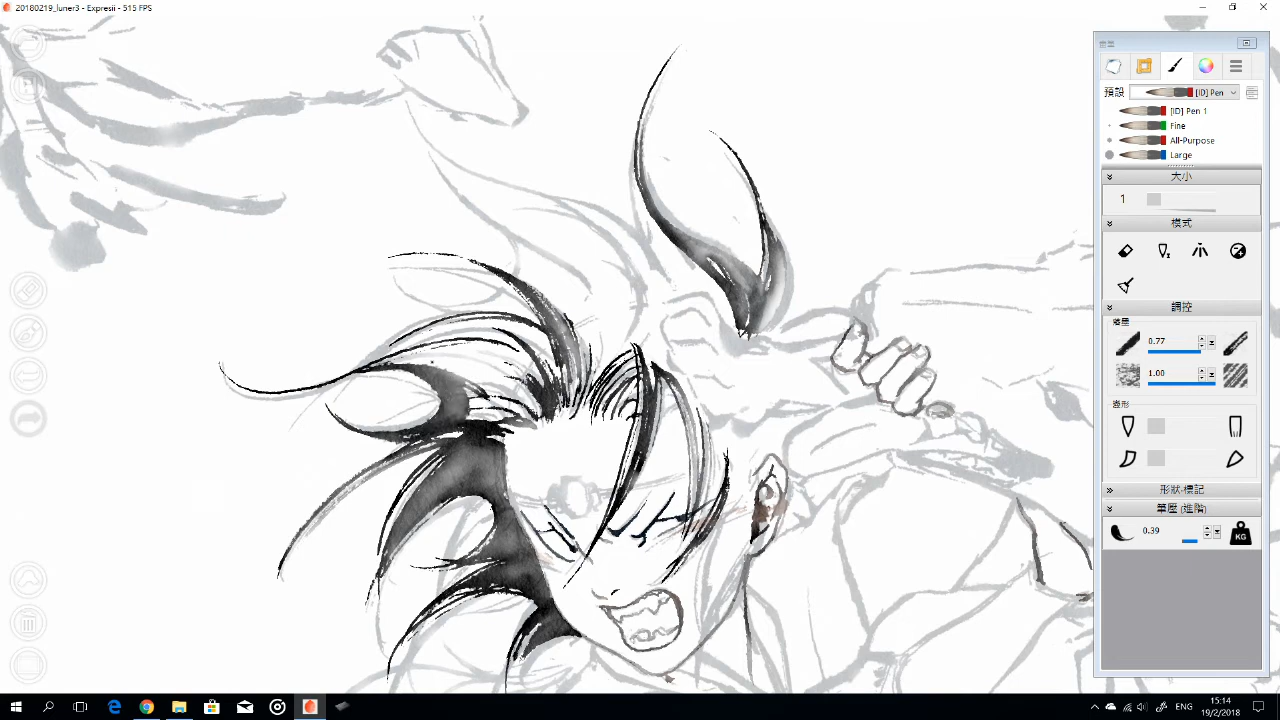 20180219_luner3 - Expresii - 515 FPS
預設
[ID] Pen
[ID] Pen 1
Fine
All-Purpose
Large
大小
1
模式
調控
0.77
1.00
變形
形狀·標記
筆壓 (進階)
0.39
KG
ENG
15:14
19/2/2018